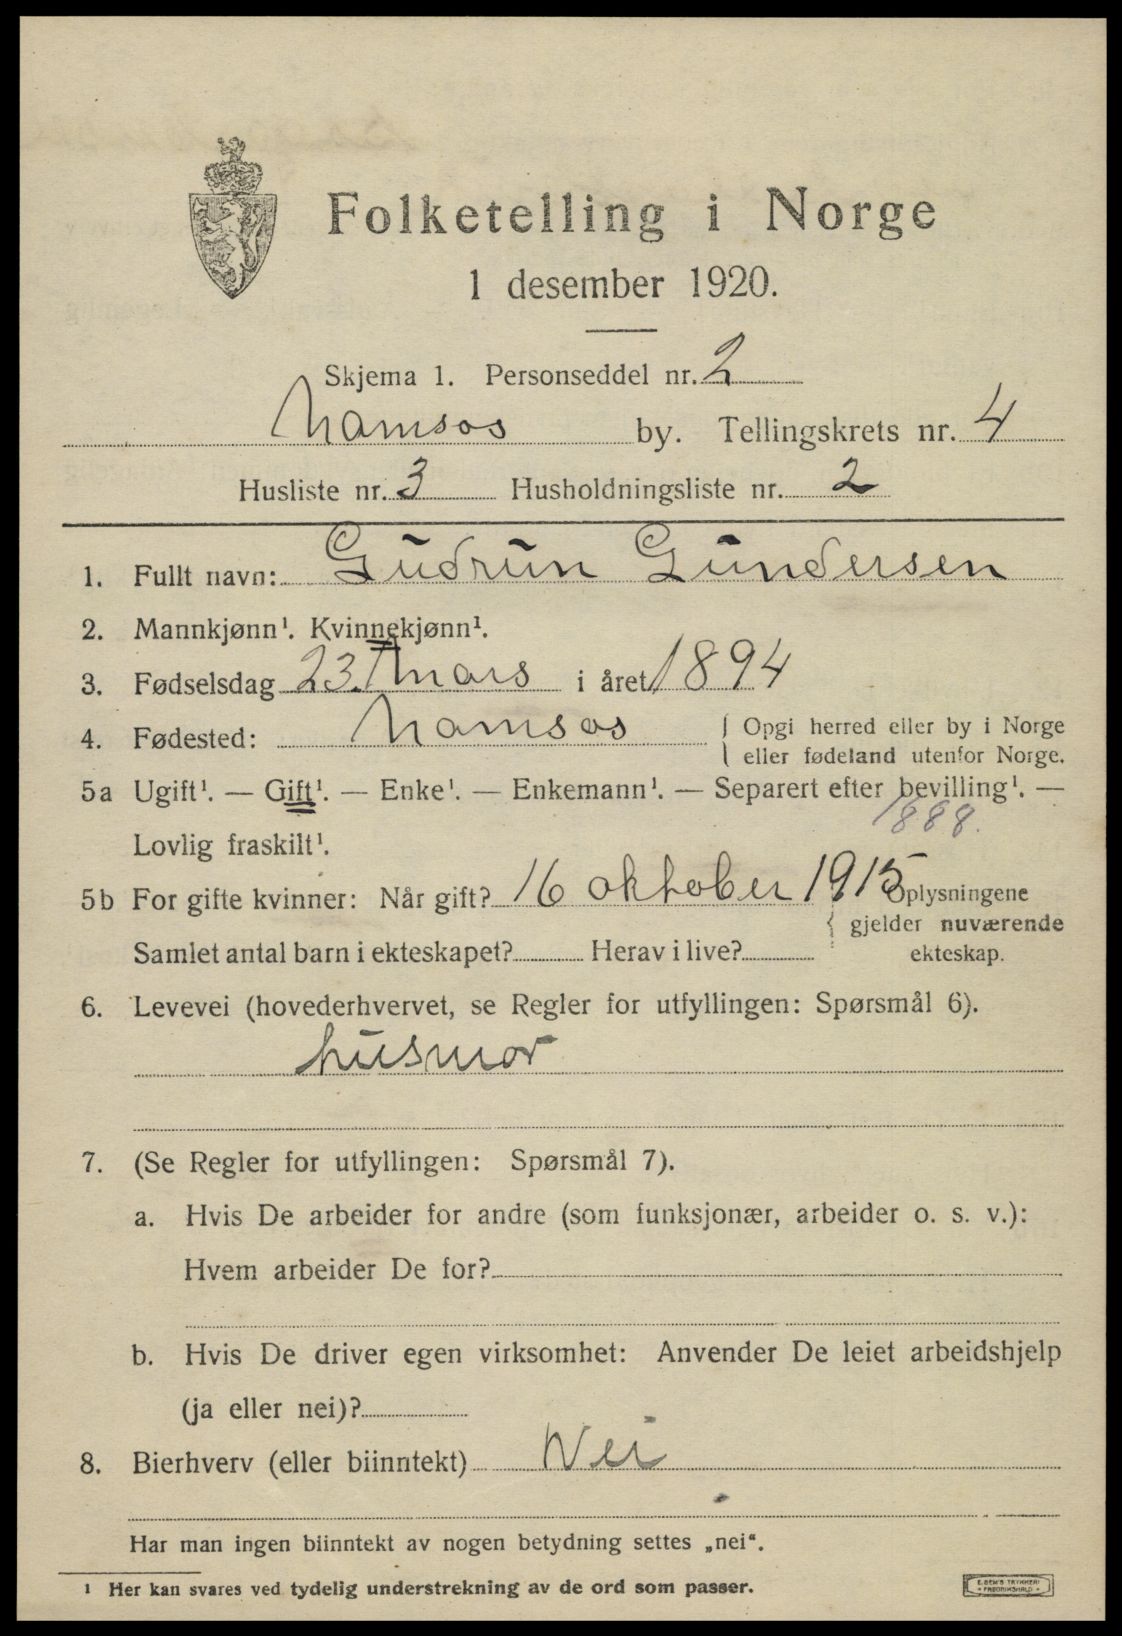 Folketelling i Norge
1 desember 1920.
Skjema 1. Personseddel nr. 2
Namsos by. Tellingskrets nr. 4
Husliste nr. 3 Husholdningsliste nr. 2
1. Fullt navn: Gudrun Gundersen
2. Mannkjønn¹. Kvinnekjønn¹.
3. Fødselsdag 23. mars i året 1894
4. Fødested: Namsos { Opgi herred eller by i Norge
eller fødeland utenfor Norge.
5a Ugift¹. — Gift¹. — Enke¹. — Enkemann¹. — Separert efter bevilling¹. —
1888.
Lovlig fraskilt¹.
5b For gifte kvinner: Når gift? 16 oktober 1915 Oplysningene
gjelder nuværende
Samlet antal barn i ekteskapet? Herav i live? ekteskap.
6. Levevei (hovederhvervet, se Regler for utfyllingen: Spørsmål 6).
husmor
7. (Se Regler for utfyllingen: Spørsmål 7).
a. Hvis De arbeider for andre (som funksjonær, arbeider o. s. v.):
Hvem arbeider De for?
b. Hvis De driver egen virksomhet: Anvender De leiet arbeidshjelp
(ja eller nei)?
8. Bierhverv (eller biinntekt) Nei
Har man ingen biinntekt av nogen betydning settes „nei“.
¹ Her kan svares ved tydelig understrekning av de ord som passer.
E. SEM'S TRYKKERI
FREDRIKSHALD